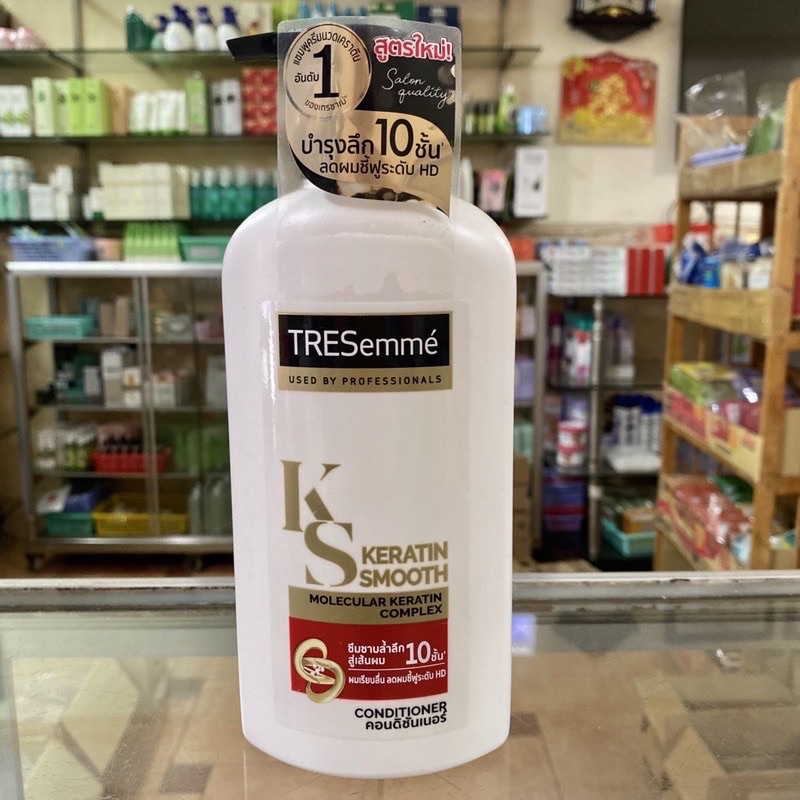 แชมพูครีมนวดเคราติน
อันดับ
1
ของเทรซาเม่
สูตรใหม่!
Salon
quality
บำรุงลึก 10 ชั้น
ลดผมชี้ฟูระดับ HD
TRESemmé
USED BY PROFESSIONALS
KS
KERATIN
SMOOTH
MOLECULAR KERATIN
COMPLEX
ซึมซาบล้ำลึก
สู่เส้นผม 10 ชั้น
ผมเรียบลื่น ลดผมชี้ฟูระดับ HD
CONDITIONER
คอนดิชันเนอร์